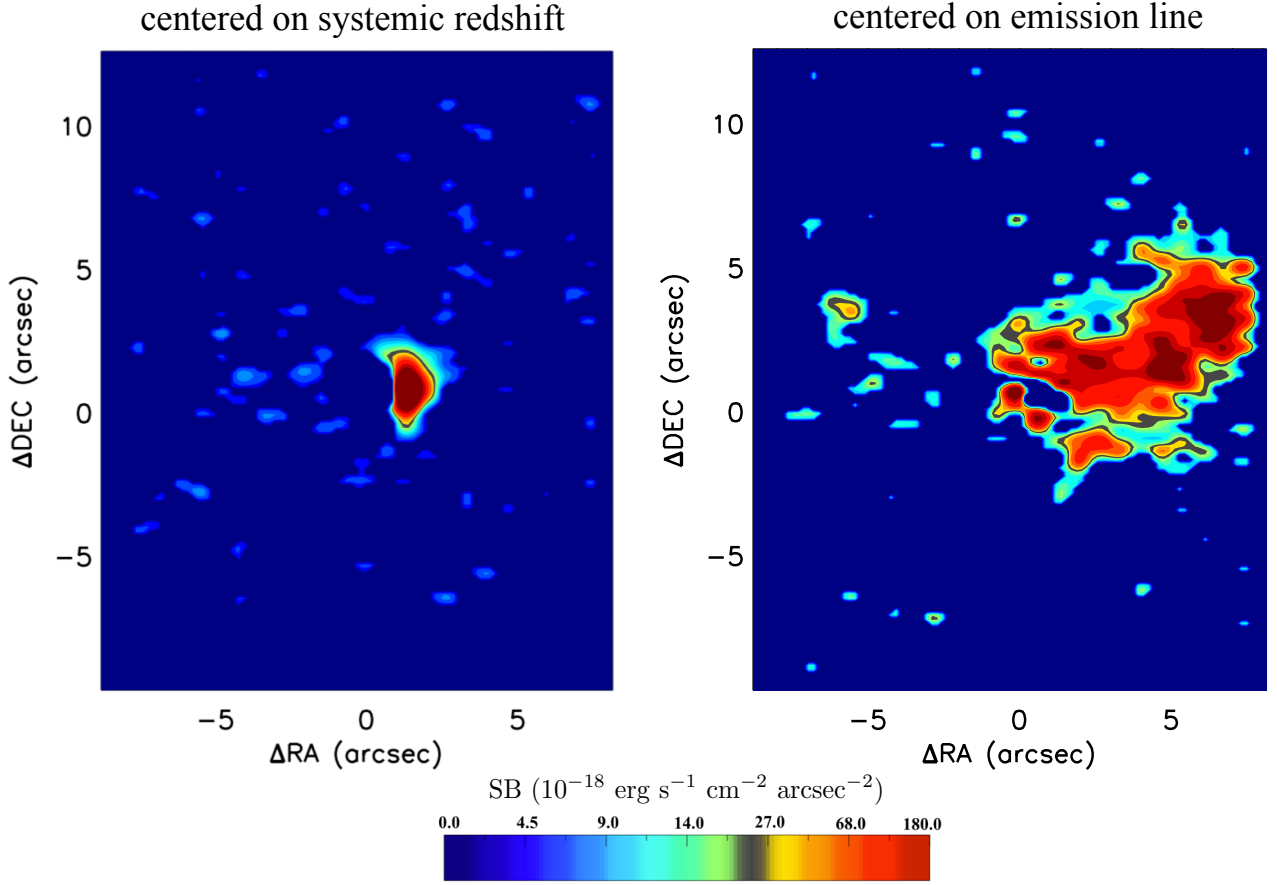 centered on systemic redshift
centered on emission line
10
5
0
−5
ΔDEC (arcsec)
−5 0 5
ΔRA (arcsec)
10
5
0
−5
ΔDEC (arcsec)
−5 0 5
ΔRA (arcsec)
SB (10⁻¹⁸ erg s⁻¹ cm⁻² arcsec⁻²)
0.0 4.5 9.0 14.0 27.0 68.0 180.0